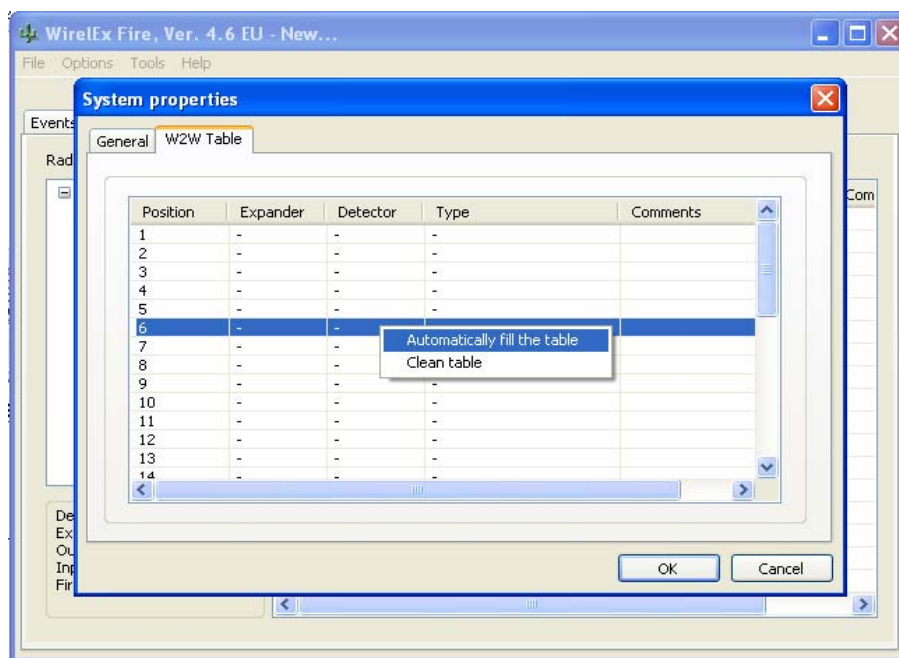 WirelEx Fire, Ver. 4.6 EU - New...
File Options Tools Help
System properties
Events
General W2W Table
Rad
Com
Position Expander Detector Type Comments
1 - - -
2 - - -
3 - - -
4 - - -
5 - - -
6 - - -
Automatically fill the table
7 - -
Clean table
8 - -
9 - - -
10 - - -
11 - - -
12 - - -
13 - - -
14 - - -
De
Ex
Ou
Inp
Fir
OK Cancel